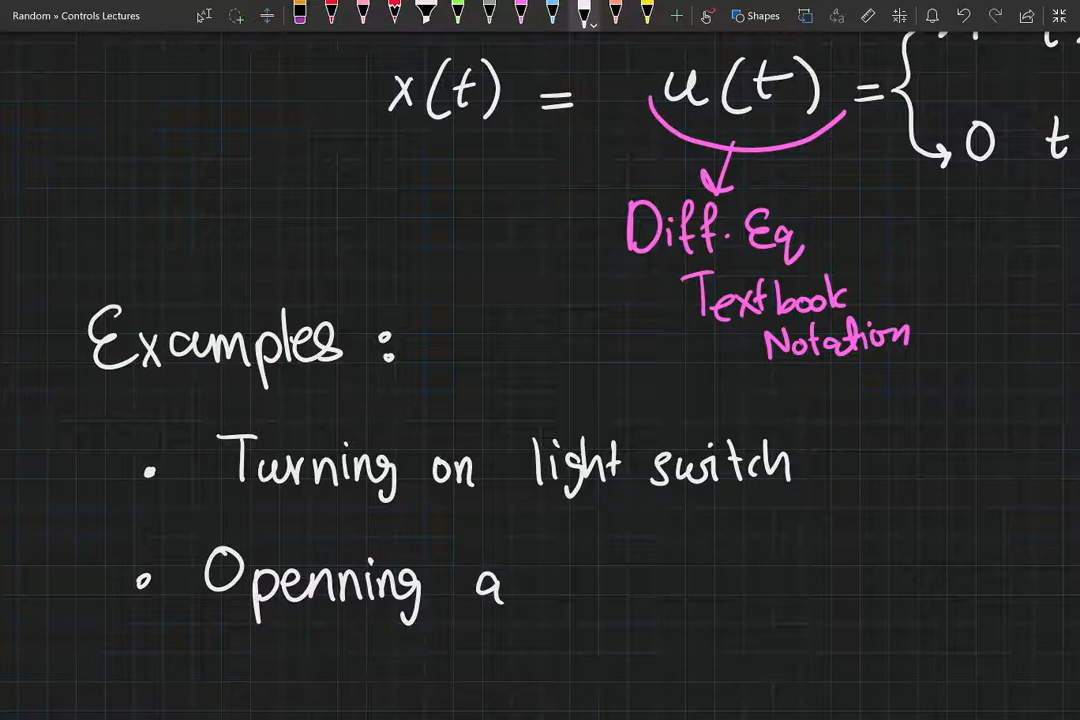 Random » Controls Lectures
Shapes
x(t) = u(t) = {
0 t
Diff. Eq
Textbook
Notation
Examples :
• Turning on light switch
• Openning a